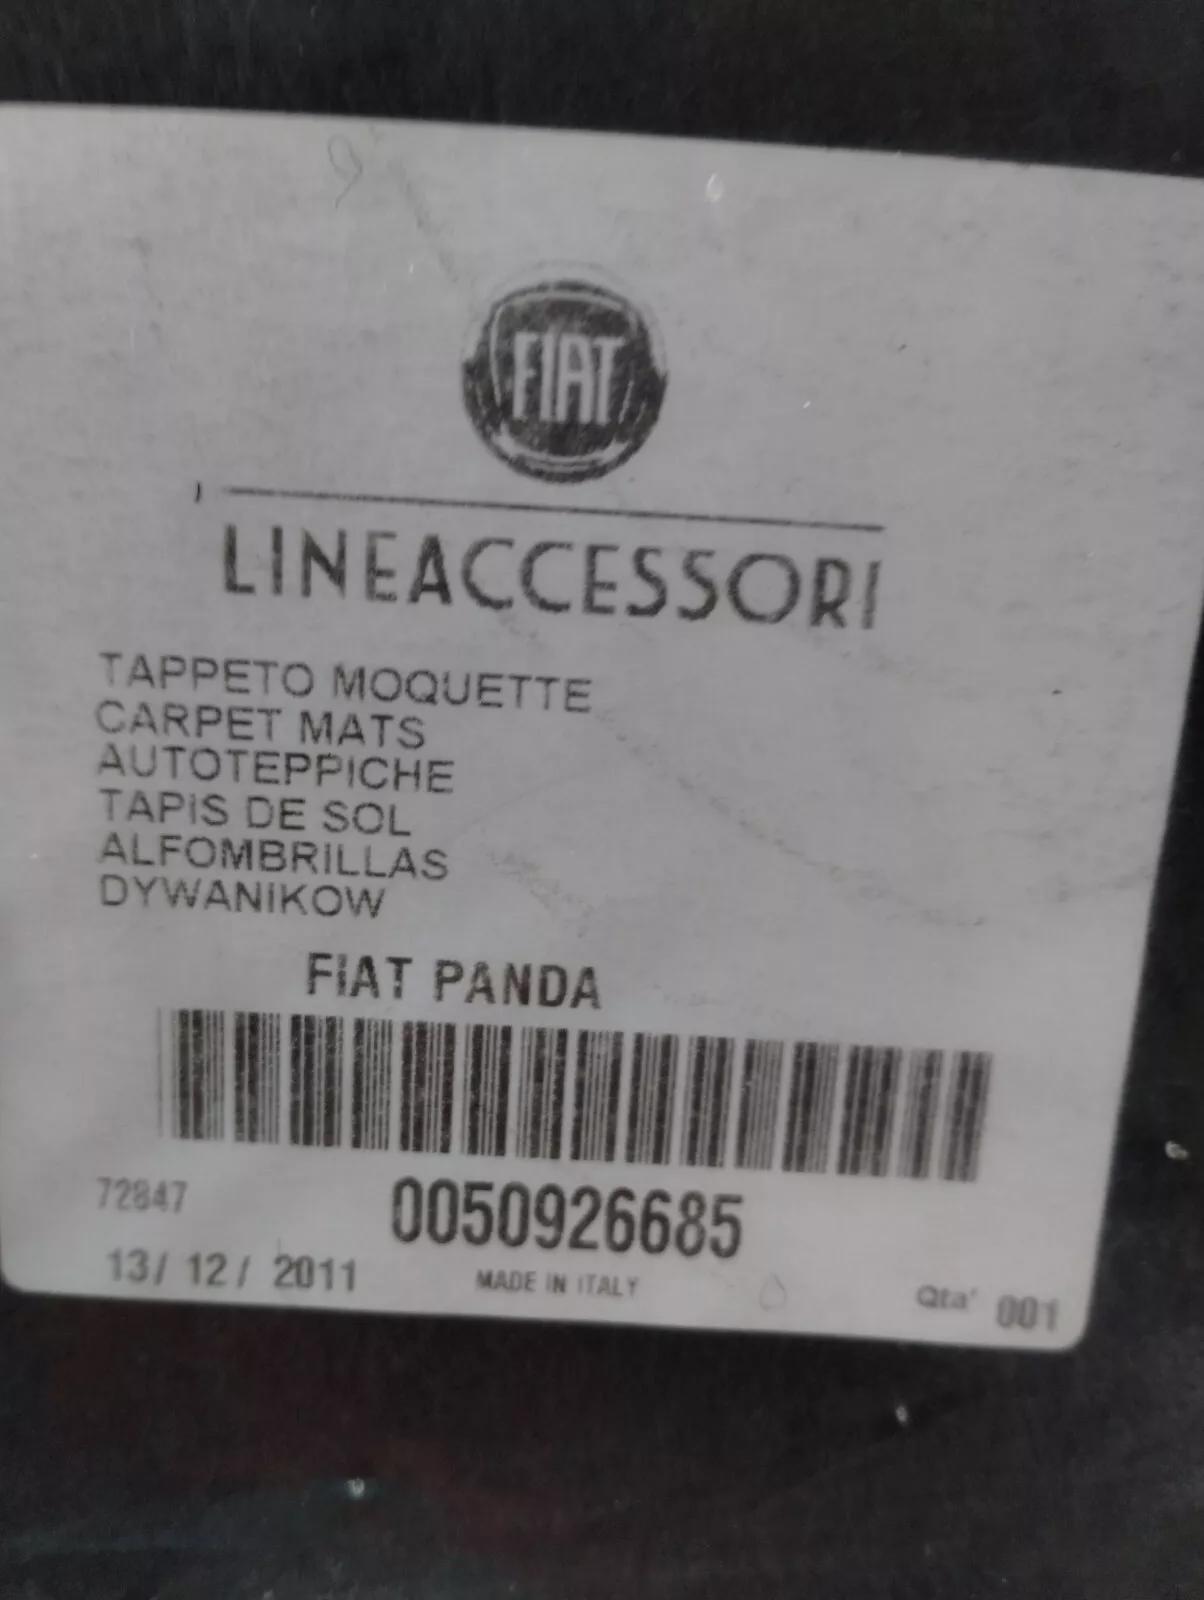 FIAT
LINEACCESSORI
TAPPETO MOQUETTE
CARPET MATS
AUTOTEPPICHE
TAPIS DE SOL
ALFOMBRILLAS
DYWANIKOW
FIAT PANDA
72847
0050926685
13/ 12/ 2011
MADE IN ITALY
Qta' 001